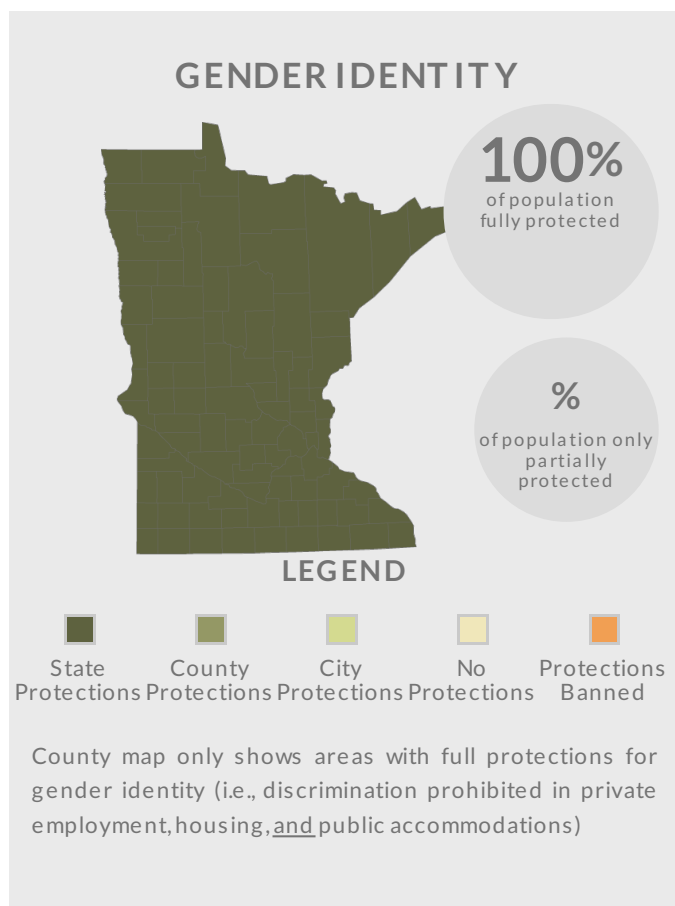 GENDER IDENTITY
100%
of population
fully protected
%
of population only
partially
protected
LEGEND
State
Protections
County
Protections
City
Protections
No
Protections
Protections
Banned
County map only shows areas with full protections for
gender identity (i.e., discrimination prohibited in private
employment, housing, and public accommodations)